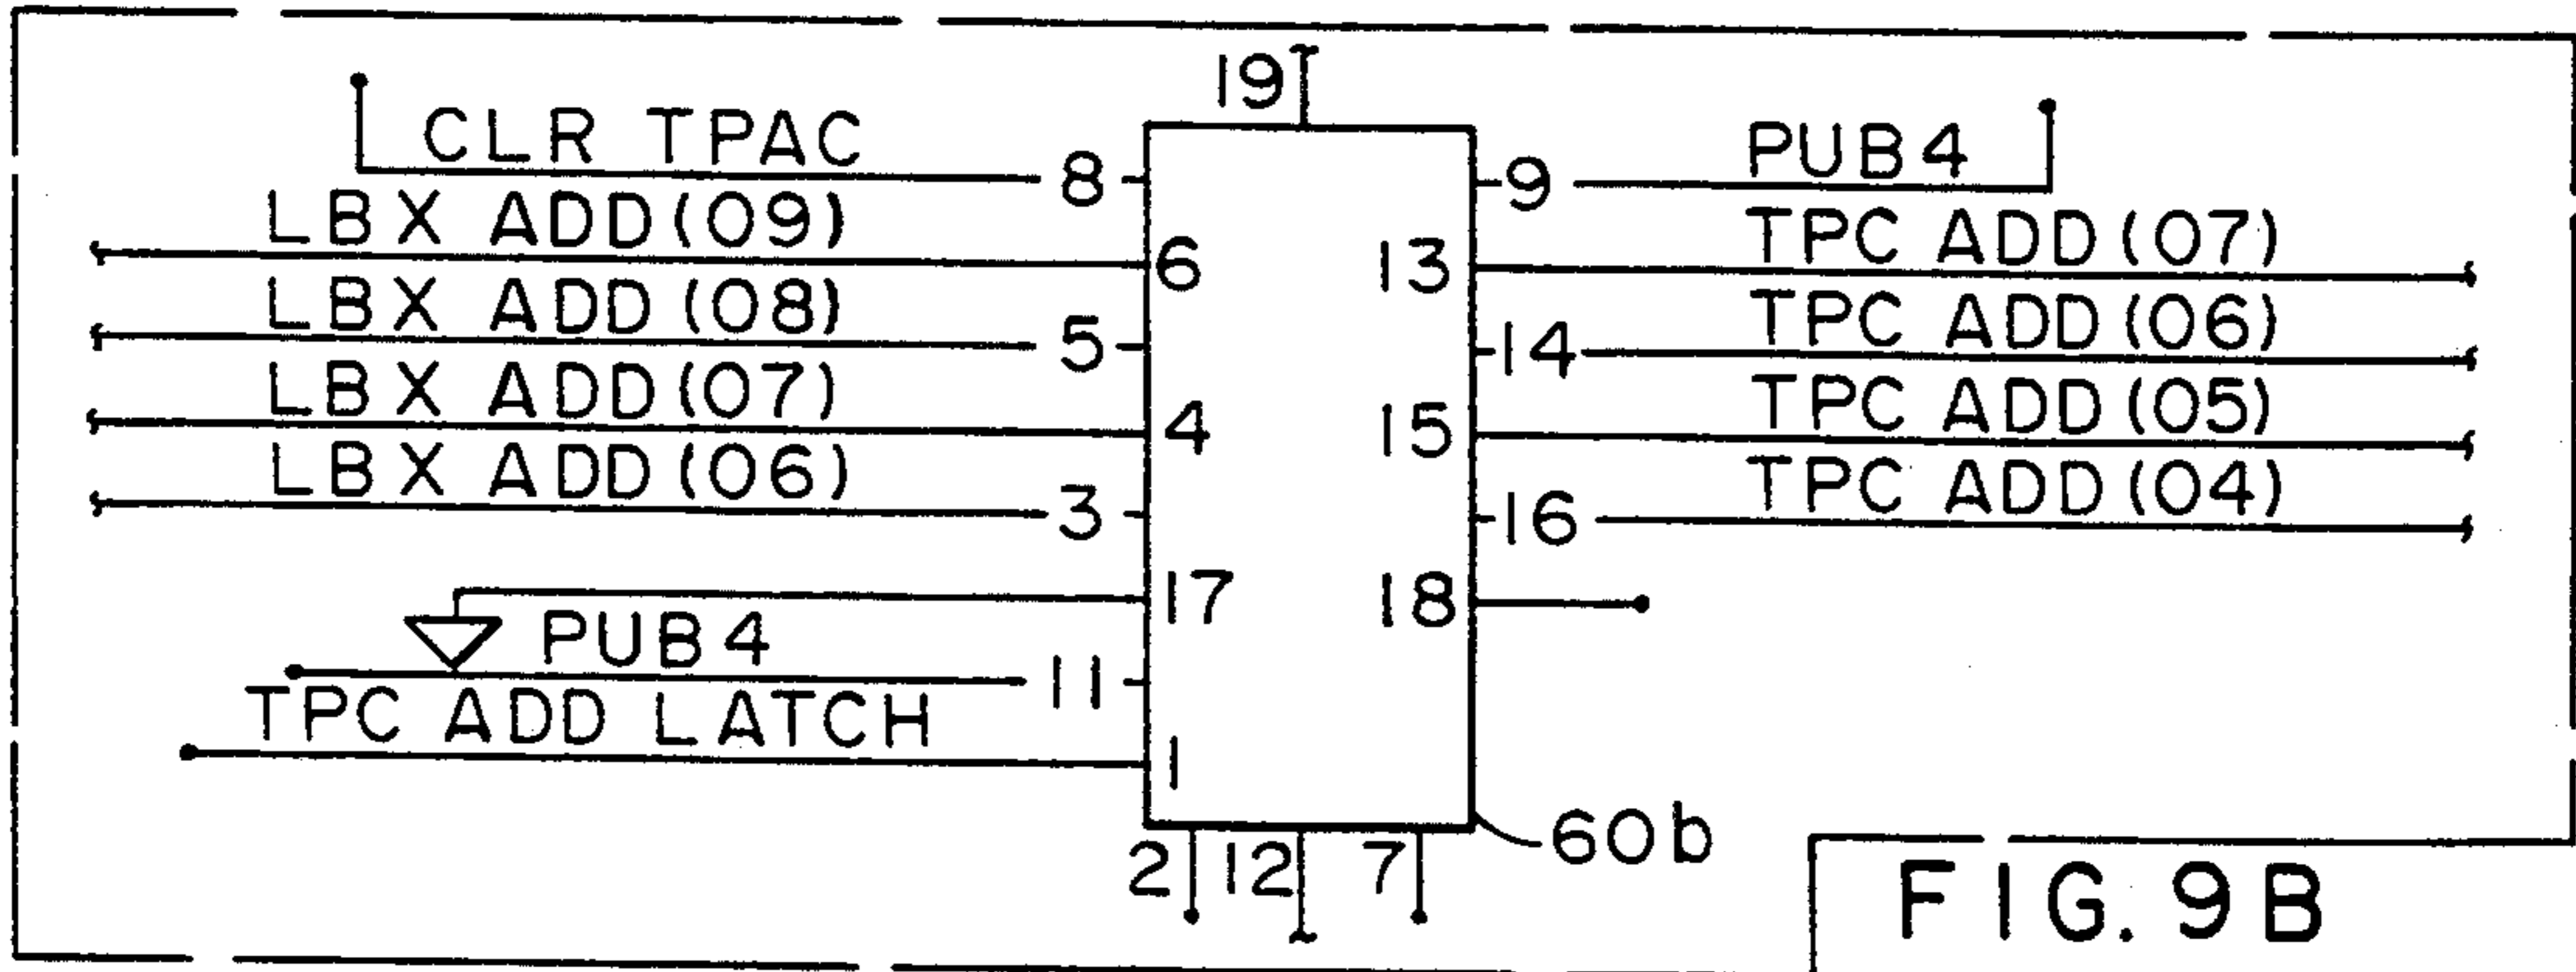 19
CLR TPAC 8 9 PUB4
LBX ADD(09) 6 13 TPC ADD(07)
LBX ADD(08) 5 14 TPC ADD(06)
LBX ADD(07) 4 15 TPC ADD(05)
LBX ADD(06) 3 16 TPC ADD(04)
17 18
PUB4 11
TPC ADD LATCH 1
60b
2 12 7
FIG. 9B